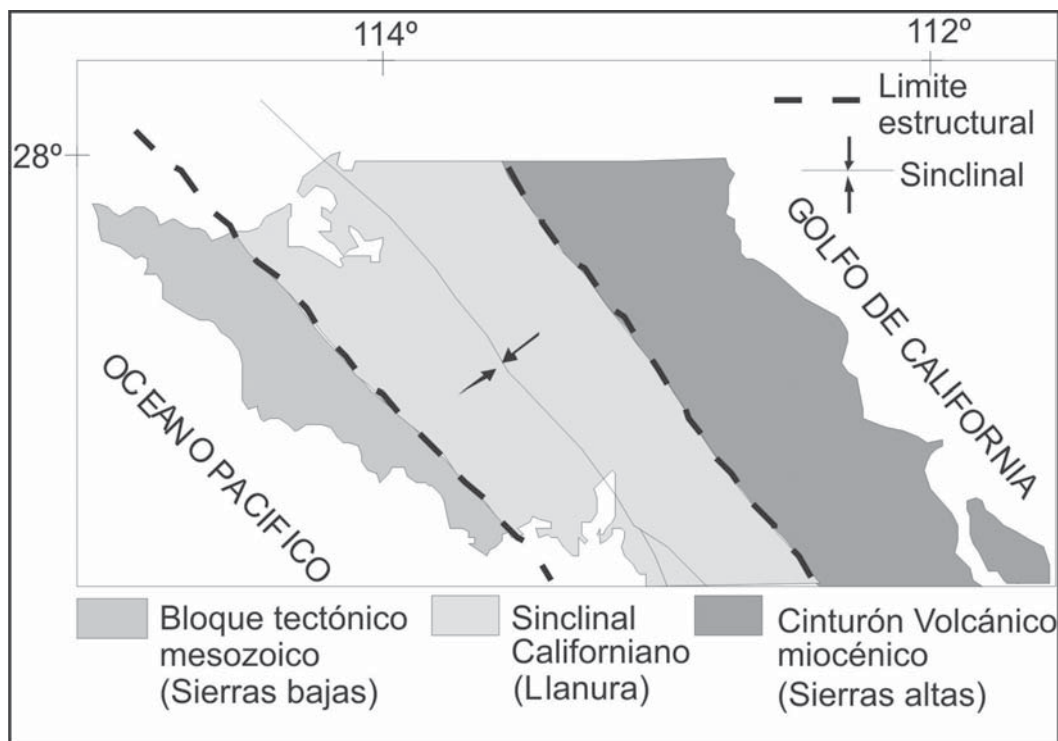 114º
112º
28º
Limite
estructural
Sinclinal
GOLFO DE CALIFORNIA
OCEANO PACIFICO
Bloque tectónico
mesozoico
(Sierras bajas)
Sinclinal
Californiano
(Llanura)
Cinturón Volcánico
miocénico
(Sierras altas)